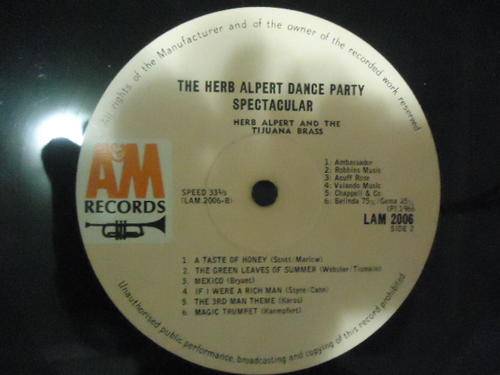 All rights of the Manufacturer and of the owner of the recorded work reserved
THE HERB ALPERT DANCE PARTY
SPECTACULAR
HERB ALPERT AND THE
TIJUANA BRASS
A&M
RECORDS
SPEED 33⅓
(LAM.2006-B)
1: Ambassador
2: Robbins Music
3: Acuff Rose
4: Valando Music
5: Chappell & Co.
6: Belinda 75%/Gema 25%
(P) 1966
LAM 2006
SIDE 2
1 A TASTE OF HONEY (Scott/Marlow)
2 THE GREEN LEAVES OF SUMMER (Webster/Tiomkin)
3 MEXICO (Bryant)
4 IF I WERE A RICH MAN (Styne/Cahn)
5 THE 3RD MAN THEME (Karas)
6 MAGIC TRUMPET (Kaempfert)
Unauthorised public performance, broadcasting and copying of this record prohibited